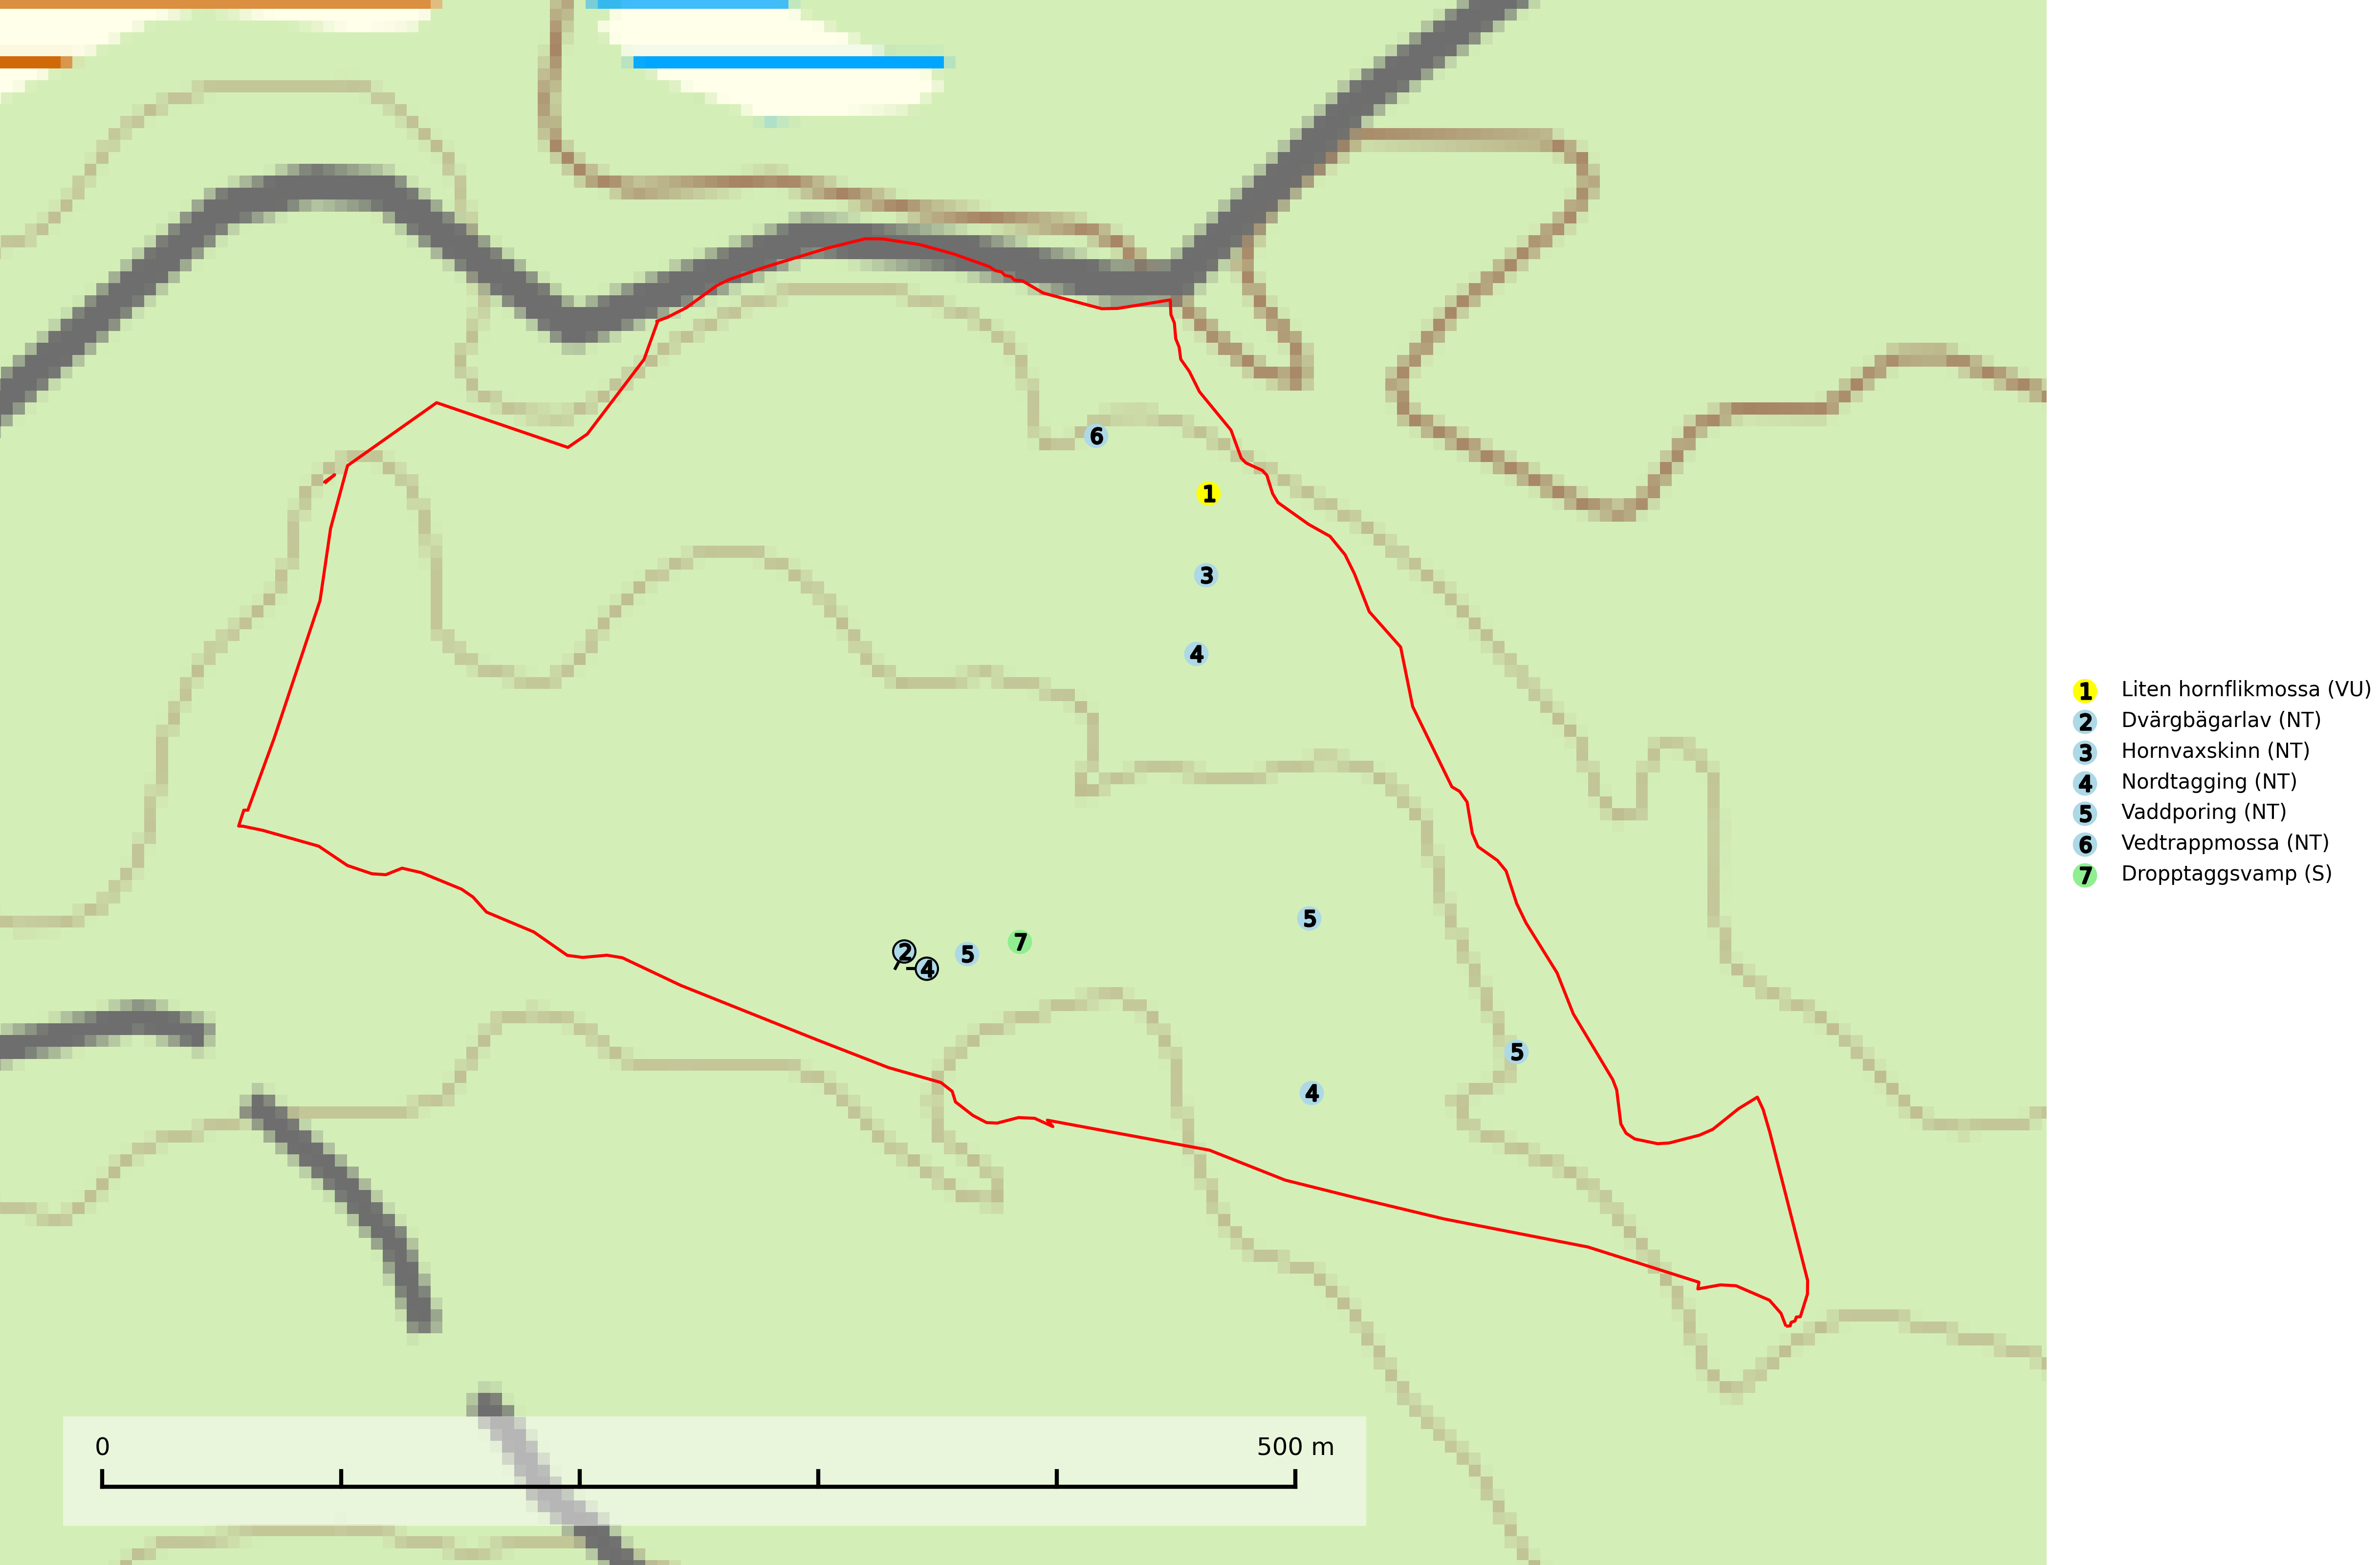 6
1
3
4
5
7
2
5
4
5
4
1 Liten hornflikmossa (VU)
2 Dvärgbägarlav (NT)
3 Hornvaxskinn (NT)
4 Nordtagging (NT)
5 Vaddporing (NT)
6 Vedtrappmossa (NT)
7 Dropptaggsvamp (S)
0 500 m